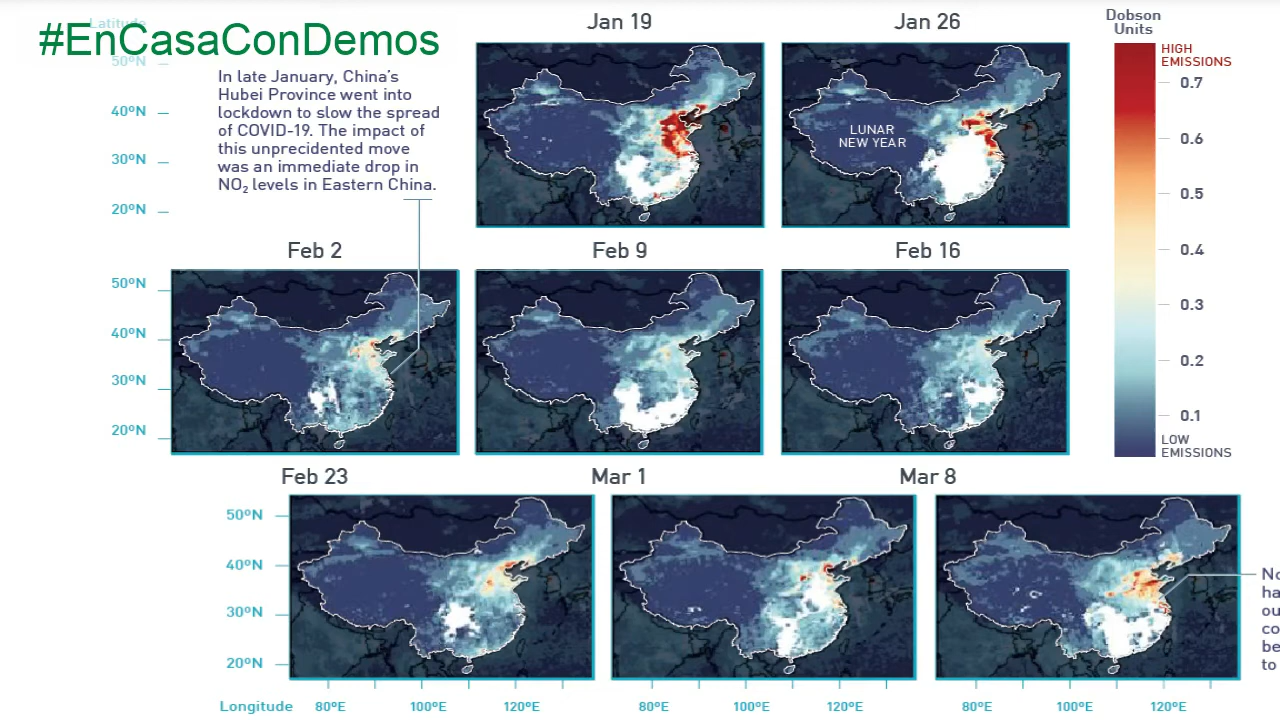 Latitude
#EnCasaConDemos
Jan 19
Jan 26
Dobson
Units
HIGH
EMISSIONS
0.7
0.6
0.5
0.4
0.3
0.2
0.1
LOW
EMISSIONS
50ºN
40ºN
30ºN
20ºN
In late January, China's
Hubei Province went into
lockdown to slow the spread
of COVID-19. The impact of
this unprecidented move
was an immediate drop in
NO₂ levels in Eastern China.
LUNAR
NEW YEAR
Feb 2
Feb 9
Feb 16
50ºN
40ºN
30ºN
20ºN
Feb 23
Mar 1
Mar 8
50ºN
40ºN
30ºN
20ºN
Longitude
80ºE
100ºE
120ºE
80ºE
100ºE
120ºE
80ºE
100ºE
120ºE